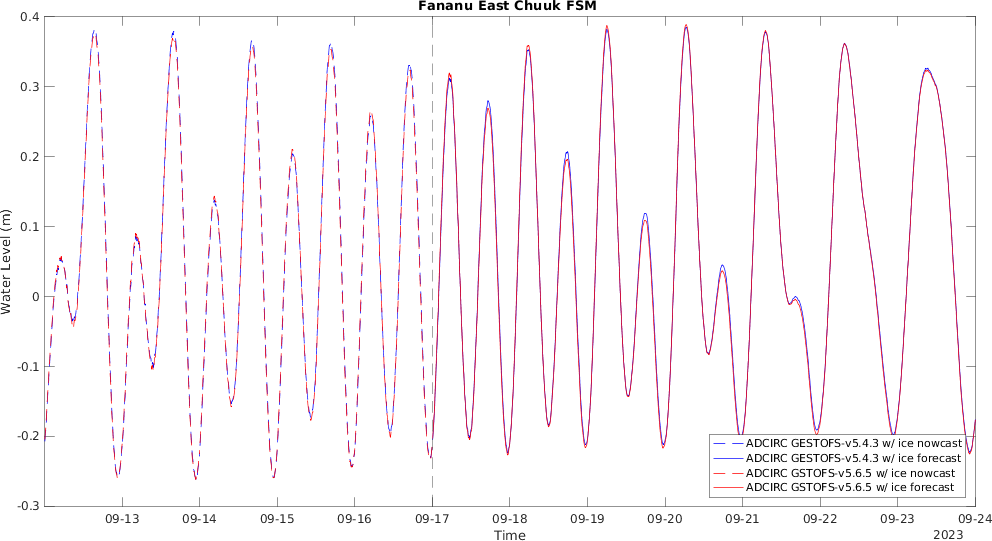 Fananu East Chuuk FSM
Water Level (m)
0.4
0.3
0.2
0.1
0
-0.1
-0.2
-0.3
ADCIRC GESTOFS-v5.4.3 w/ ice nowcast
ADCIRC GESTOFS-v5.4.3 w/ ice forecast
ADCIRC GSTOFS-v5.6.5 w/ ice nowcast
ADCIRC GSTOFS-v5.6.5 w/ ice forecast
09-13 09-14 09-15 09-16 09-17 09-18 09-19 09-20 09-21 09-22 09-23 09-24
Time
2023